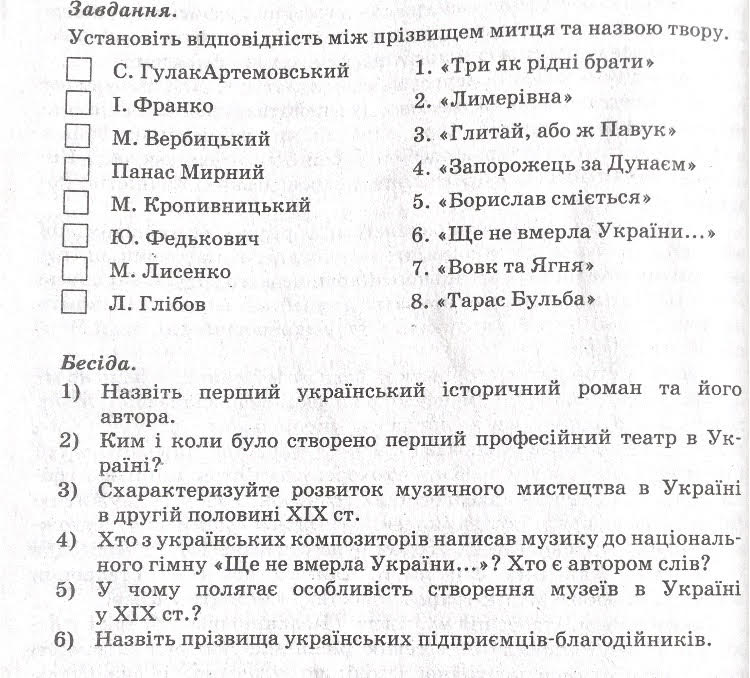 Завдання.
Установіть відповідність між прізвищем митця та назвою твору.
С. ГулакАртемовський 1. «Три як рідні брати»
І. Франко 2. «Лимерівна»
М. Вербицький 3. «Глитай, або ж Павук»
Панас Мирний 4. «Запорожець за Дунаєм»
М. Кропивницький 5. «Борислав сміється»
Ю. Федькович 6. «Ще не вмерла України...»
М. Лисенко 7. «Вовк та Ягня»
Л. Глібов 8. «Тарас Бульба»
Бесіда.
1) Назвіть перший український історичний роман та його
автора.
2) Ким і коли було створено перший професійний театр в Ук-
раїні?
3) Схарактеризуйте розвиток музичного мистецтва в Україні
в другій половині XIX ст.
4) Хто з українських композиторів написав музику до національ-
ного гімну «Ще не вмерла України...»? Хто є автором слів?
5) У чому полягає особливість створення музеїв в Україні
у XIX ст.?
6) Назвіть прізвища українських підприємців-благодійників.